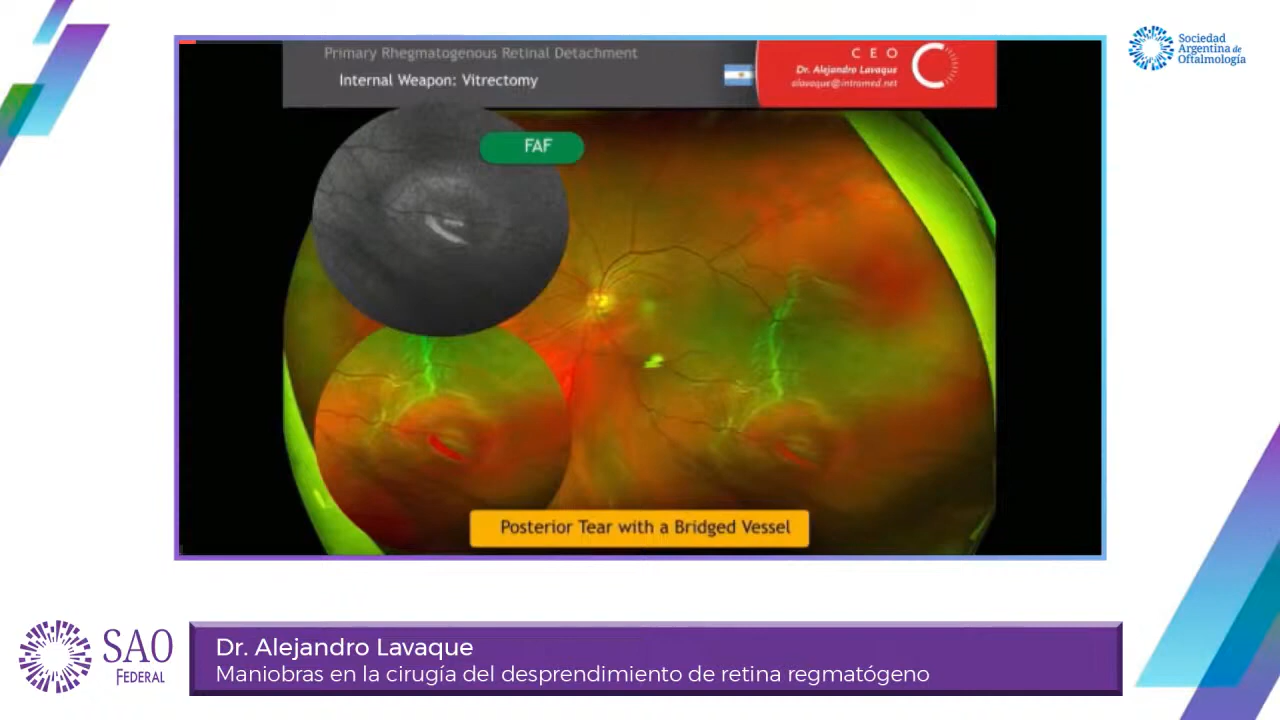 Primary Rhegmatogenous Retinal Detachment
Internal Weapon: Vitrectomy
CEO
Dr. Alejandro Lavaque
alavaque@intramed.net
Sociedad
Argentina de
Oftalmología
FAF
Posterior Tear with a Bridged Vessel
SAO
FEDERAL
Dr. Alejandro Lavaque
Maniobras en la cirugía del desprendimiento de retina regmatógeno